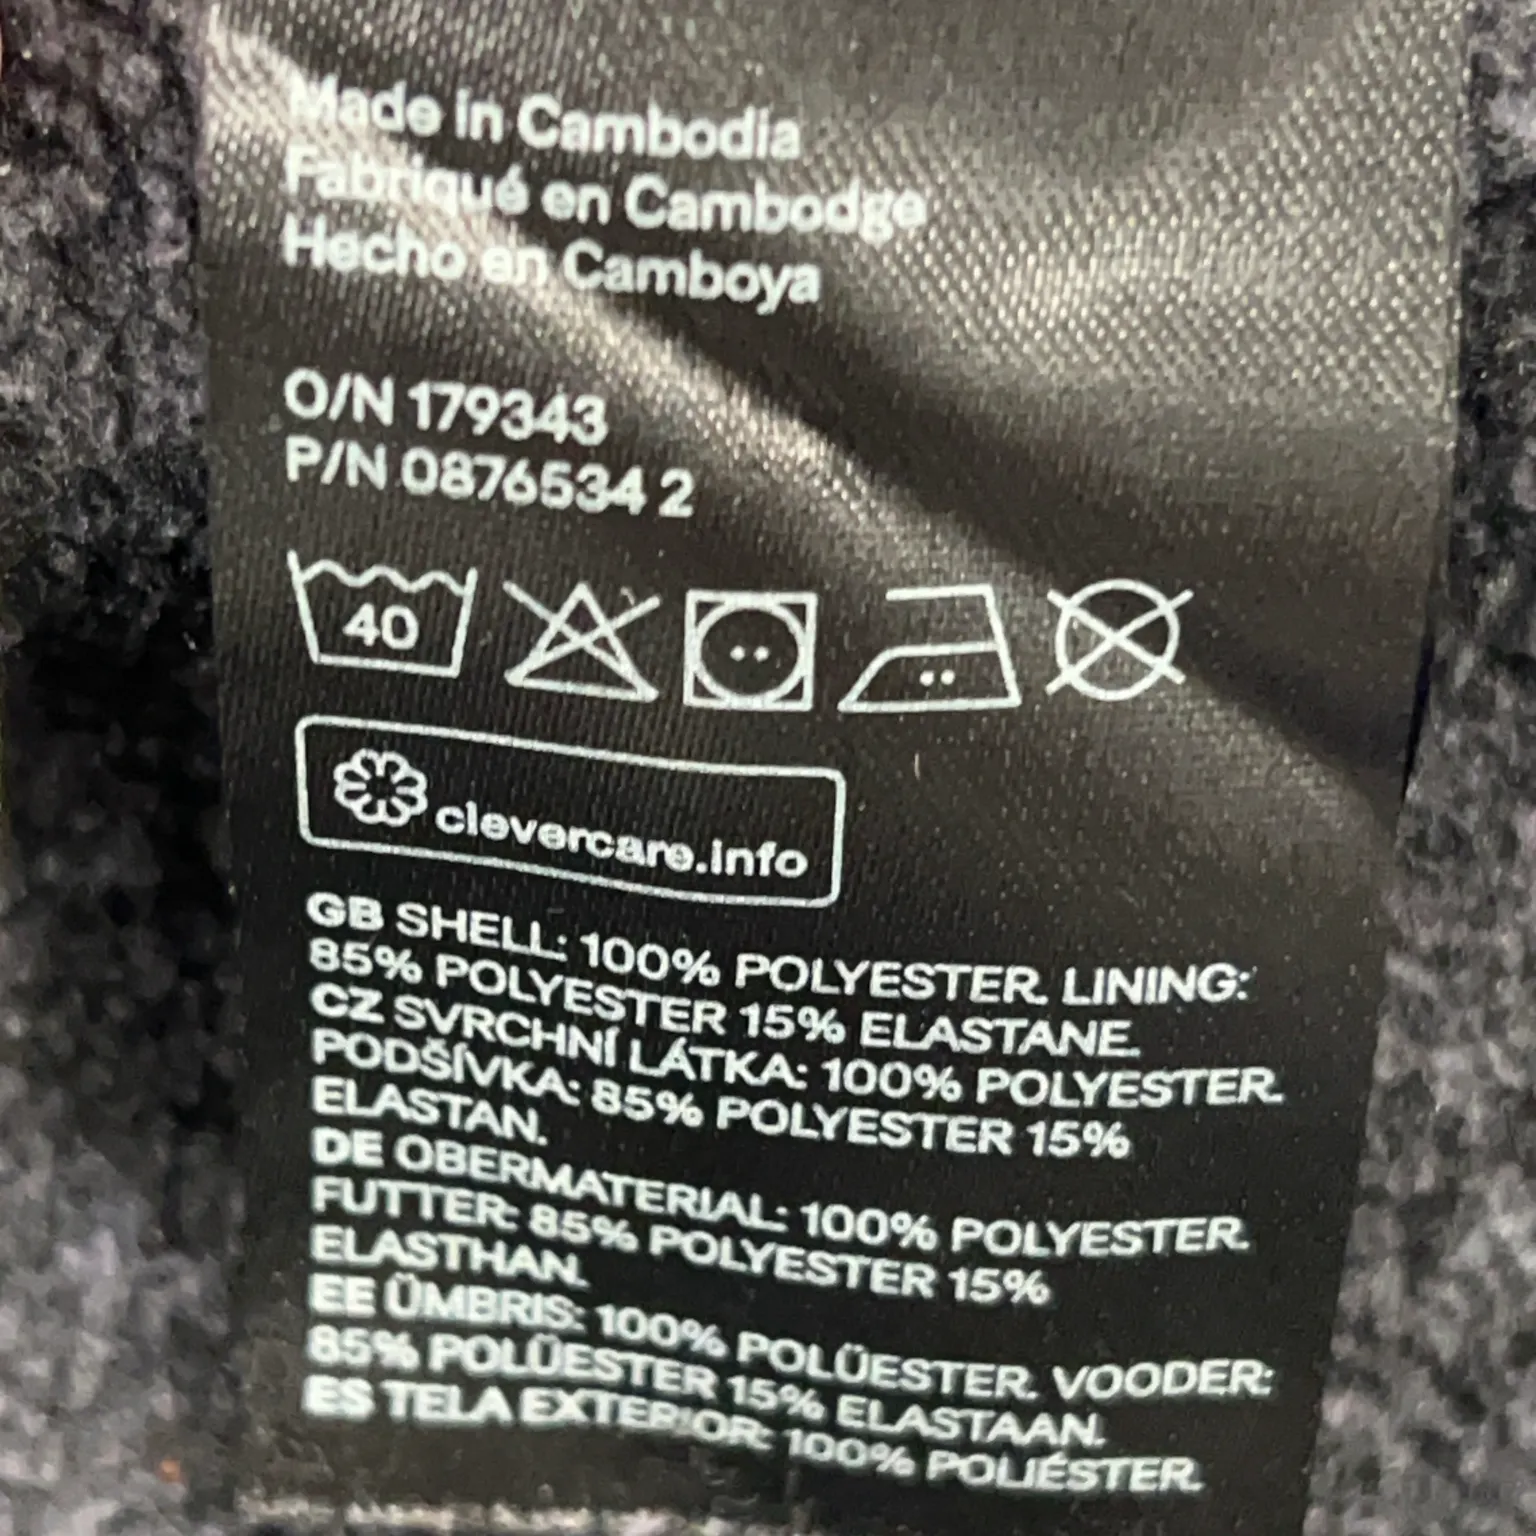 Made in Cambodia
Fabriqué en Cambodge
Hecho en Camboya
O/N 179343
P/N 0876534 2
40
clevercare.info
GB SHELL: 100% POLYESTER. LINING:
85% POLYESTER 15% ELASTANE.
CZ SVRCHNÍ LÁTKA: 100% POLYESTER.
PODŠÍVKA: 85% POLYESTER 15%
ELASTAN.
DE OBERMATERIAL: 100% POLYESTER.
FUTTER: 85% POLYESTER 15%
ELASTHAN.
EE ÜMBRIS: 100% POLÜESTER. VOODER:
85% POLÜESTER 15% ELASTAAN.
ES TELA EXTERIOR: 100% POLIÉSTER.